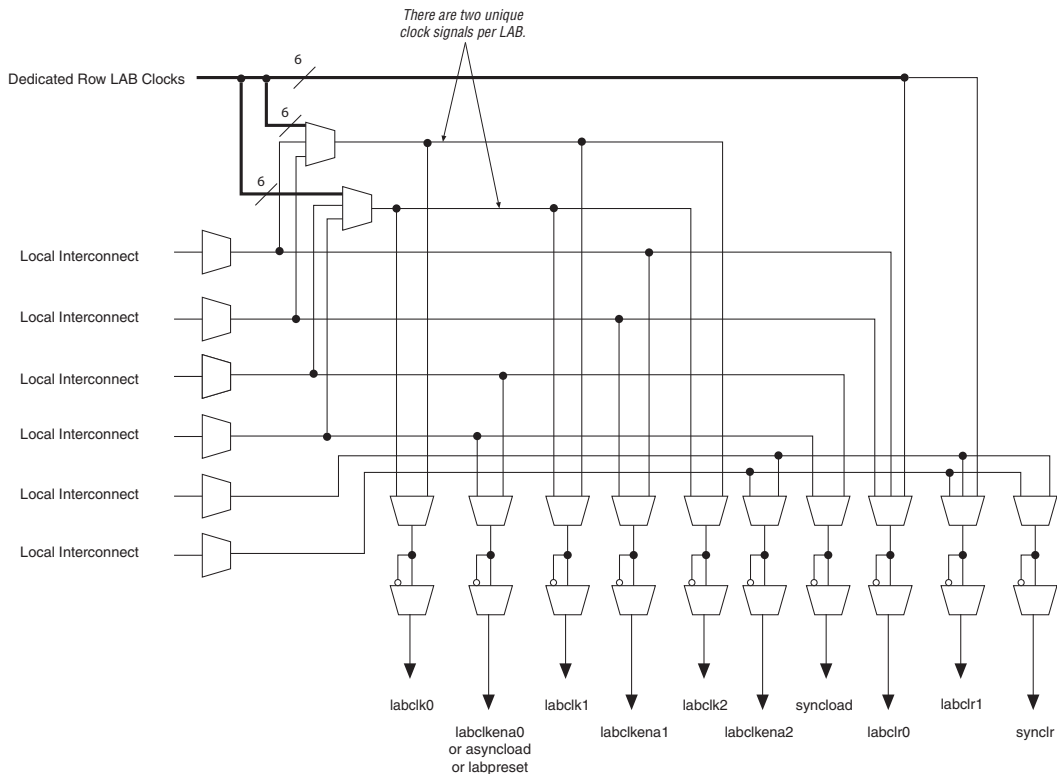 There are two unique
clock signals per LAB.
6
Dedicated Row LAB Clocks
6
6
Local Interconnect
Local Interconnect
Local Interconnect
Local Interconnect
Local Interconnect
Local Interconnect
labclk0
labclk1
labclk2
syncload
labclr1
labclkena0
or asyncload
or labpreset
labclkena1
labclkena2
labclr0
synclr